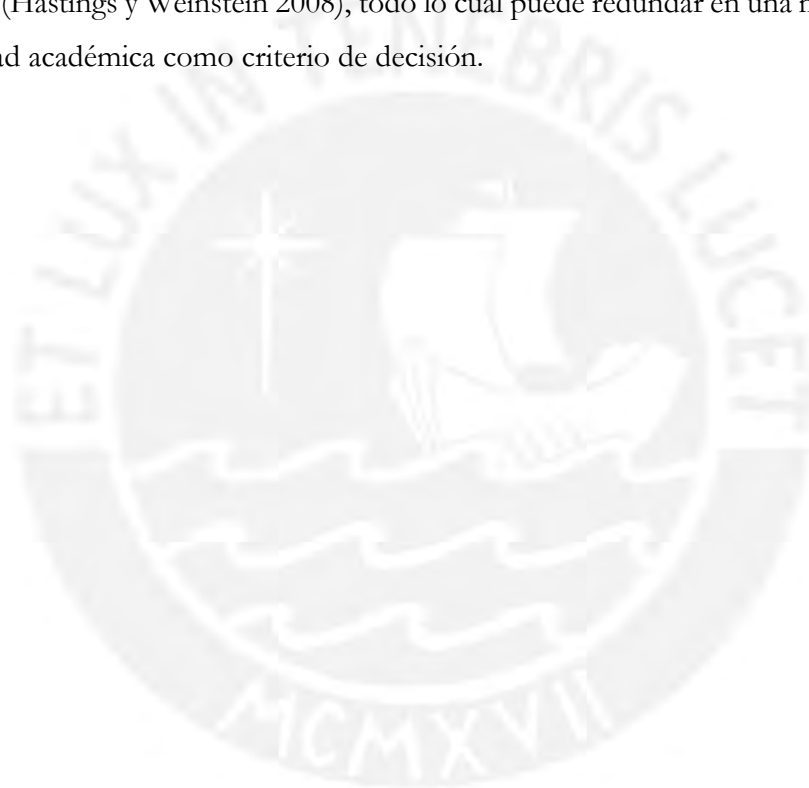 (Hastings y Weinstein 2008), todo lo cual puede redundar en una
ad académica como criterio de decisión.
ET LUX IN TENEBRIS LUCET
MCMXVII